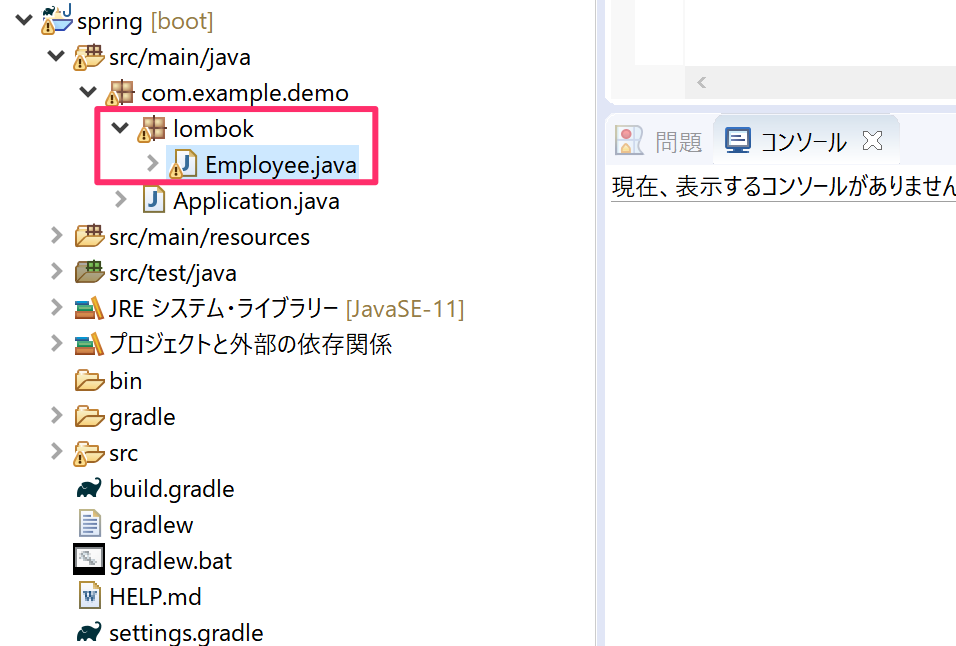 spring [boot]
src/main/java
com.example.demo
lombok
Employee.java
Application.java
src/main/resources
src/test/java
JRE システム・ライブラリー [JavaSE-11]
プロジェクトと外部の依存関係
bin
gradle
src
build.gradle
gradlew
gradlew.bat
HELP.md
settings.gradle
問題 コンソール
現在、表示するコンソールがありません